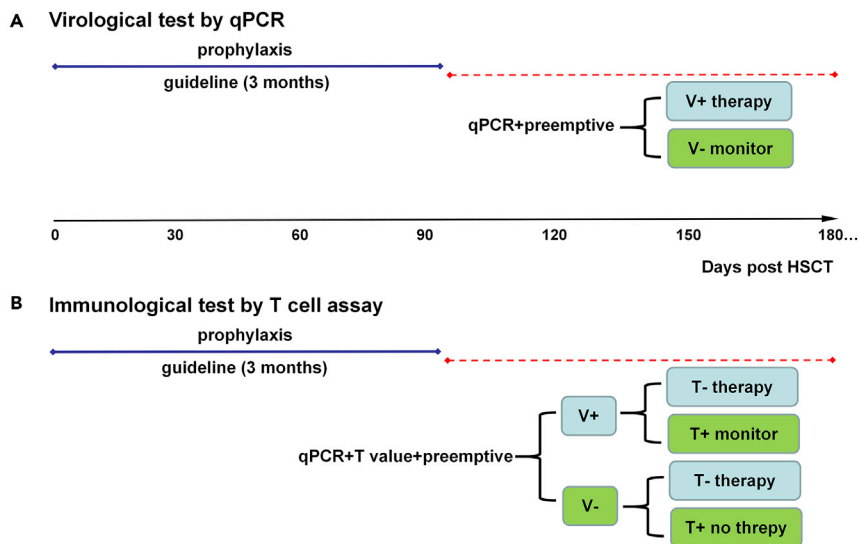 A Virological test by qPCR
prophylaxis
guideline (3 months)
qPCR+preemptive
V+ therapy
V- monitor
0 30 60 90 120 150 180...
Days post HSCT
B Immunological test by T cell assay
prophylaxis
guideline (3 months)
qPCR+T value+preemptive
V+
T- therapy
T+ monitor
V-
T- therapy
T+ no threpy